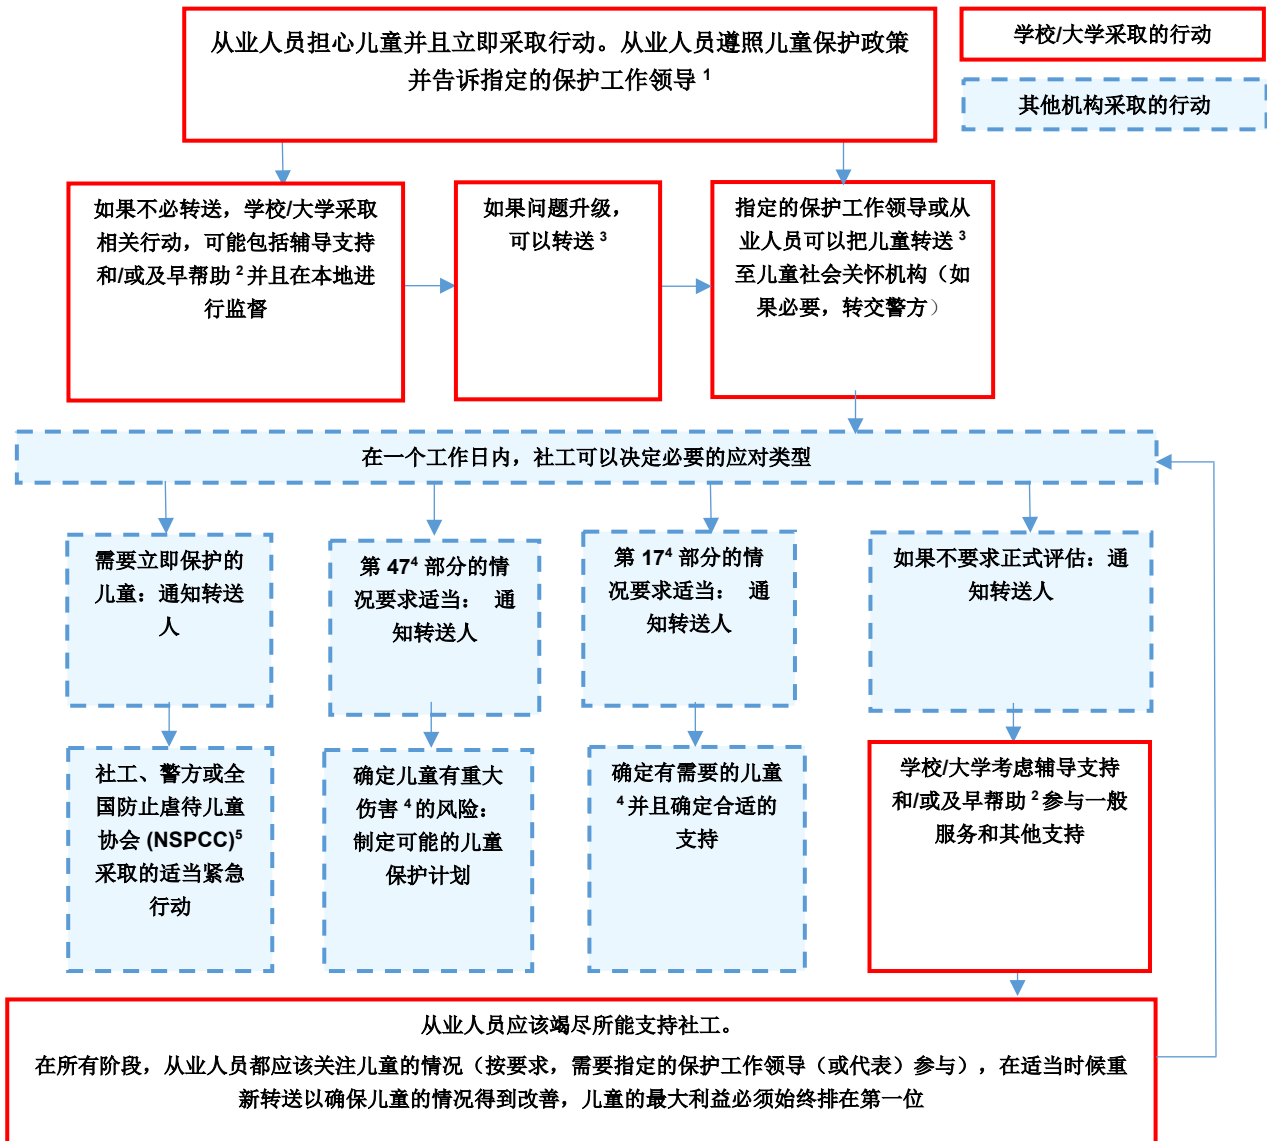 从业人员担心儿童并且立即采取行动。从业人员遵照儿童保护政策
并告诉指定的保护工作领导 1
学校/大学采取的行动
其他机构采取的行动
如果不必转送，学校/大学采取
相关行动，可能包括辅导支持
和/或及早帮助 2 并且在本地进
行监督
如果问题升级，
可以转送 3
指定的保护工作领导或从
业人员可以把儿童转送 3
至儿童社会关怀机构（如
果必要，转交警方）
在一个工作日内，社工可以决定必要的应对类型
需要立即保护的
儿童：通知转送
人
第 47⁴ 部分的情
况要求适当： 通
知转送人
第 17⁴ 部分的情
况要求适当： 通
知转送人
如果不要求正式评估：通
知转送人
社工、警方或全
国防止虐待儿童
协会 (NSPCC)⁵
采取的适当紧急
行动
确定儿童有重大
伤害 4 的风险：
制定可能的儿童
保护计划
确定有需要的儿童
4 并且确定合适的
支持
学校/大学考虑辅导支持
和/或及早帮助 2 参与一般
服务和其他支持
从业人员应该竭尽所能支持社工。
在所有阶段，从业人员都应该关注儿童的情况（按要求，需要指定的保护工作领导（或代表）参与），在适当时候重
新转送以确保儿童的情况得到改善，儿童的最大利益必须始终排在第一位